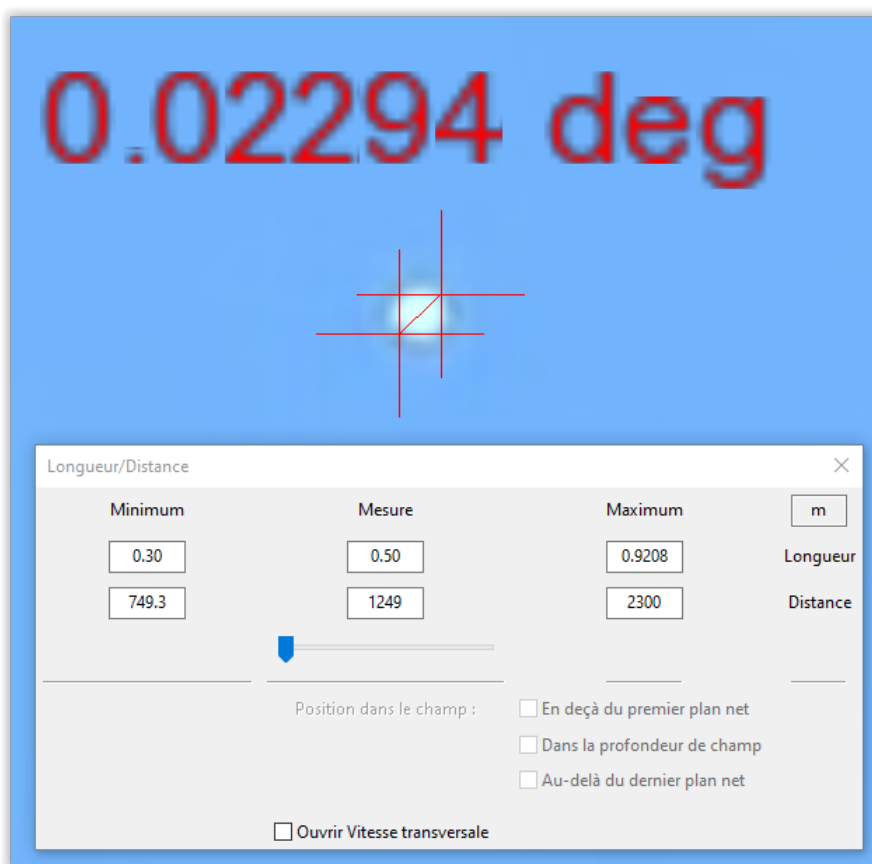 0.02294 deg
Longueur/Distance
Minimum Mesure Maximum m
0.30 0.50 0.9208 Longueur
749.3 1249 2300 Distance
Position dans le champ : En deçà du premier plan net
Dans la profondeur de champ
Au-delà du dernier plan net
Ouvrir Vitesse transversale